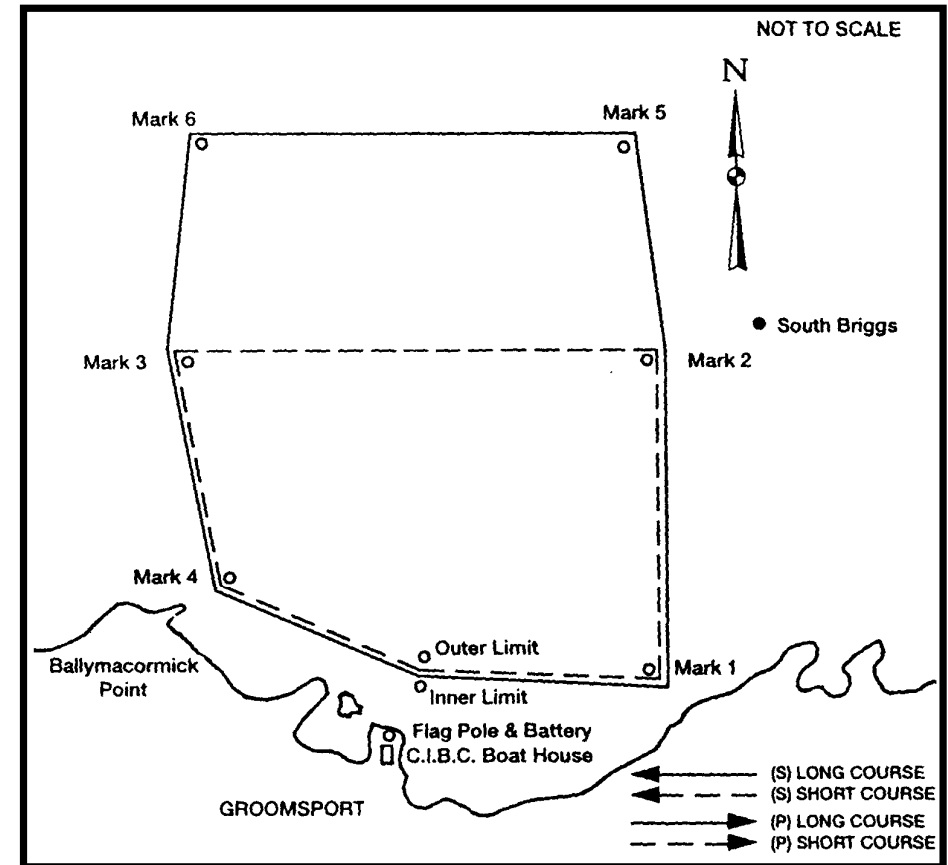 NOT TO SCALE
N
Mark 6
Mark 5
South Briggs
Mark 3
Mark 2
Mark 4
Outer Limit
Mark 1
Ballymacormick
Point
Inner Limit
Flag Pole & Battery
C.I.B.C. Boat House
GROOMSPORT
(S) LONG COURSE
(S) SHORT COURSE
(P) LONG COURSE
(P) SHORT COURSE